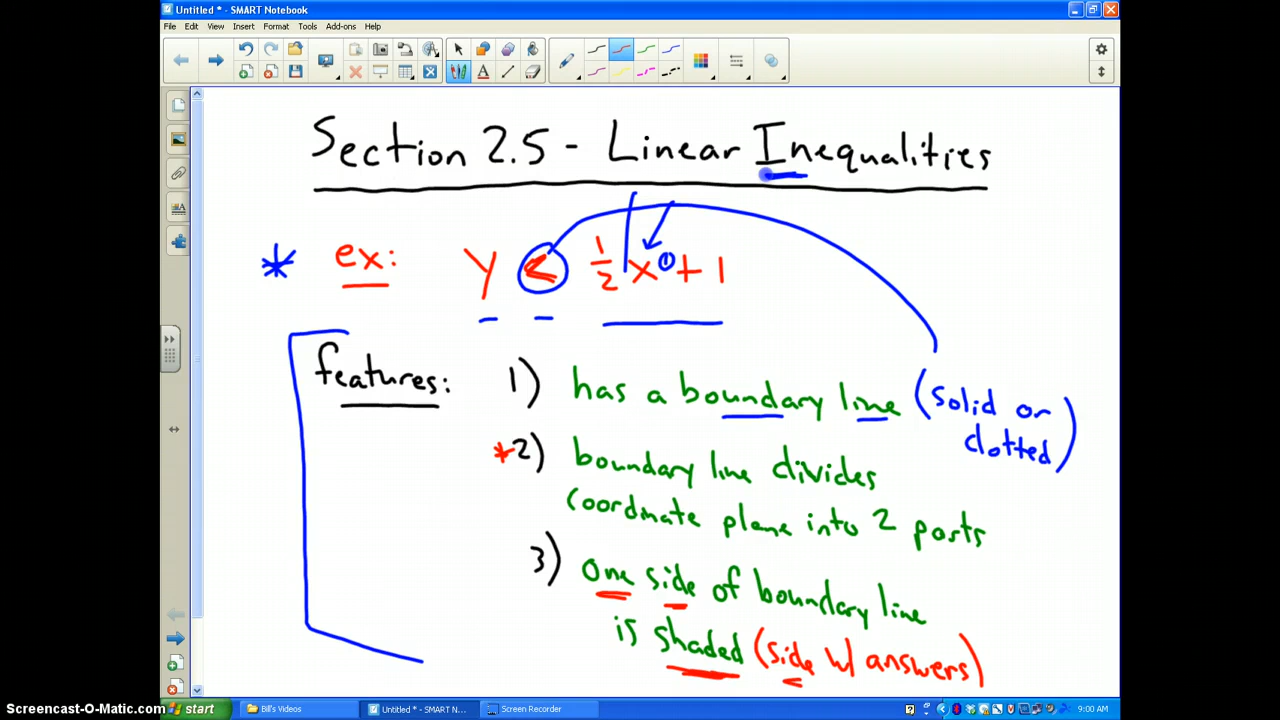 Untitled * - SMART Notebook
File Edit View Insert Format Tools Add-ons Help
Section 2.5 - Linear Inequalities
* ex: y < 1/2 x¹ + 1
features: 1) has a boundary line (solid or
dotted)
*2) boundary line divides
coordinate plane into 2 parts
3) one side of boundary line
is shaded (side w/ answers)
Screencast-O-Matic.com
start Bill's Videos Untitled * - SMART N... Screen Recorder 9:00 AM